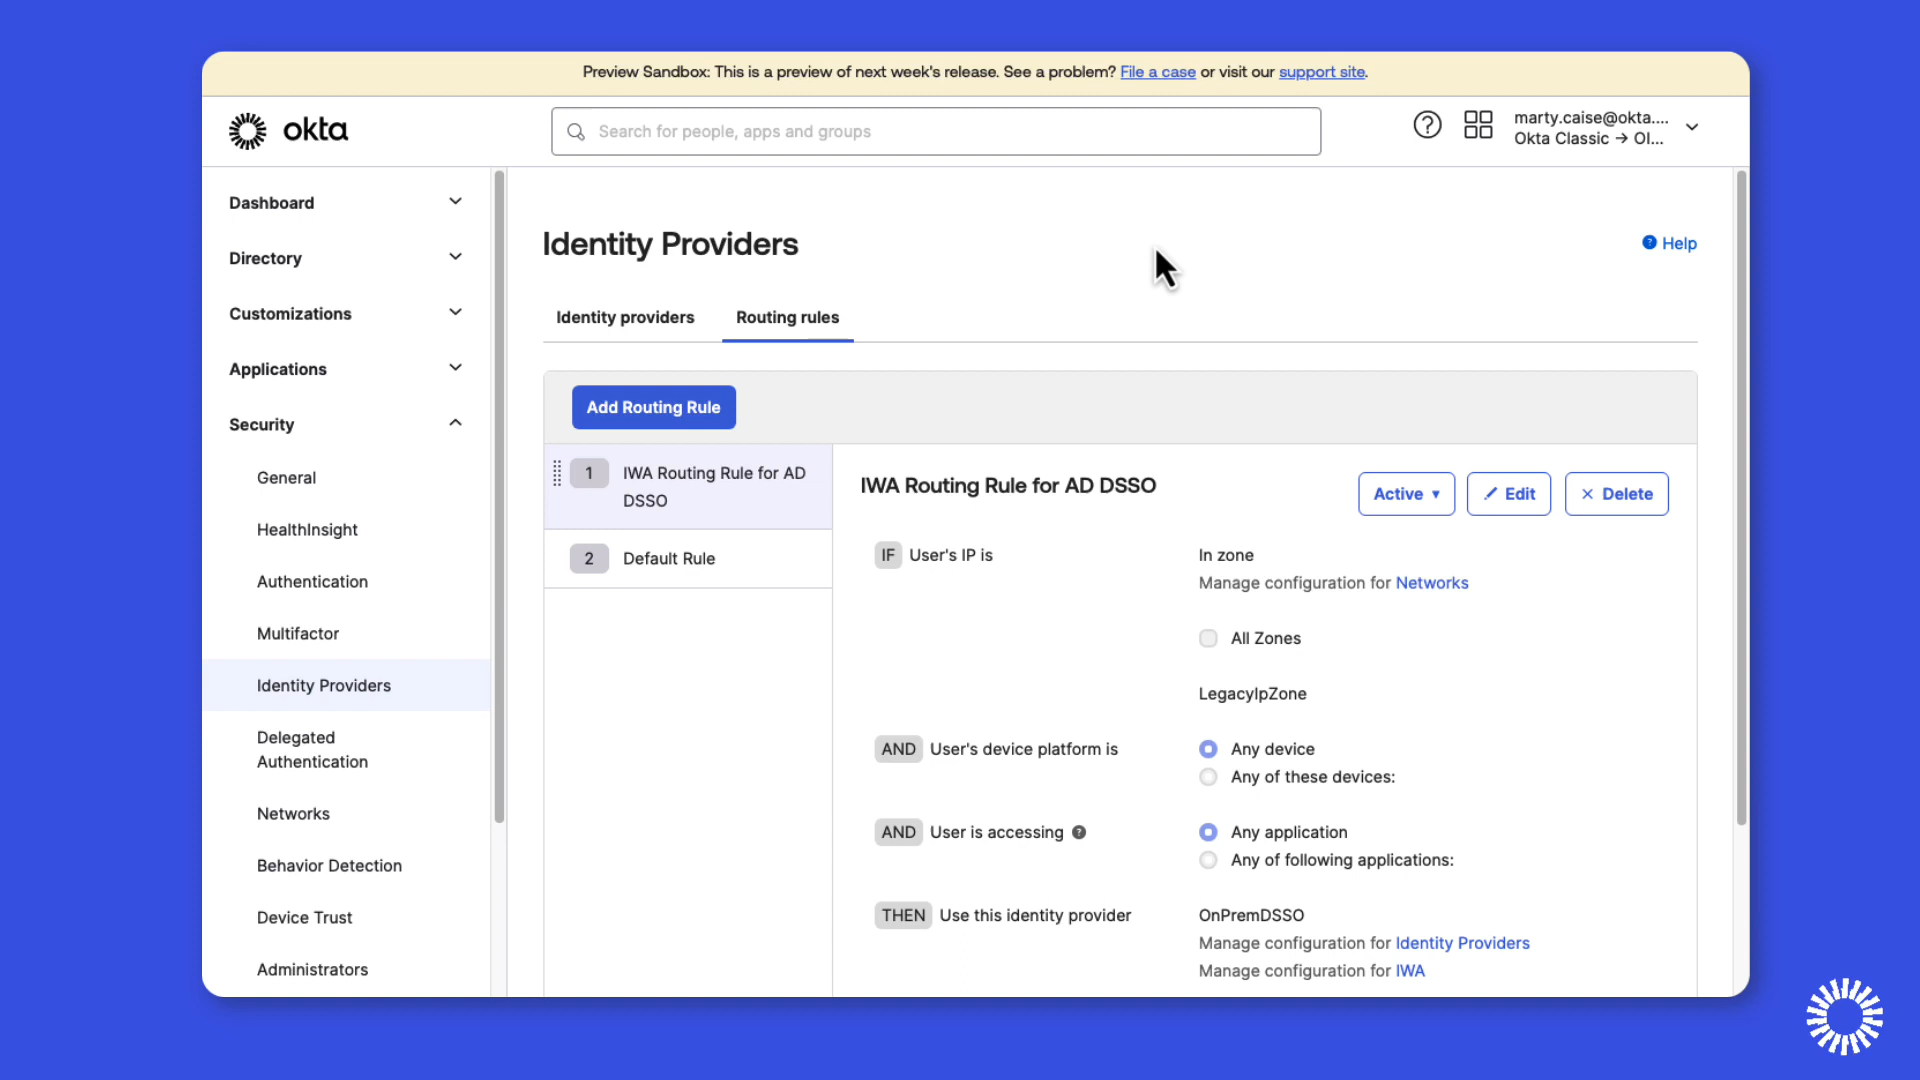 Preview Sandbox: This is a preview of next week's release. See a problem? File a case or visit our support site.
okta
Search for people, apps and groups
marty.caise@okta....
Okta Classic → OI...
Dashboard
Directory
Customizations
Applications
Security
General
HealthInsight
Authentication
Multifactor
Identity Providers
Delegated
Authentication
Networks
Behavior Detection
Device Trust
Administrators
Identity Providers
Help
Identity providers
Routing rules
Add Routing Rule
1 IWA Routing Rule for AD
DSSO
2 Default Rule
IWA Routing Rule for AD DSSO
Active
Edit
Delete
IF User's IP is
In zone
Manage configuration for Networks
All Zones
LegacyIpZone
AND User's device platform is
Any device
Any of these devices:
AND User is accessing
Any application
Any of following applications:
THEN Use this identity provider
OnPremDSSO
Manage configuration for Identity Providers
Manage configuration for IWA